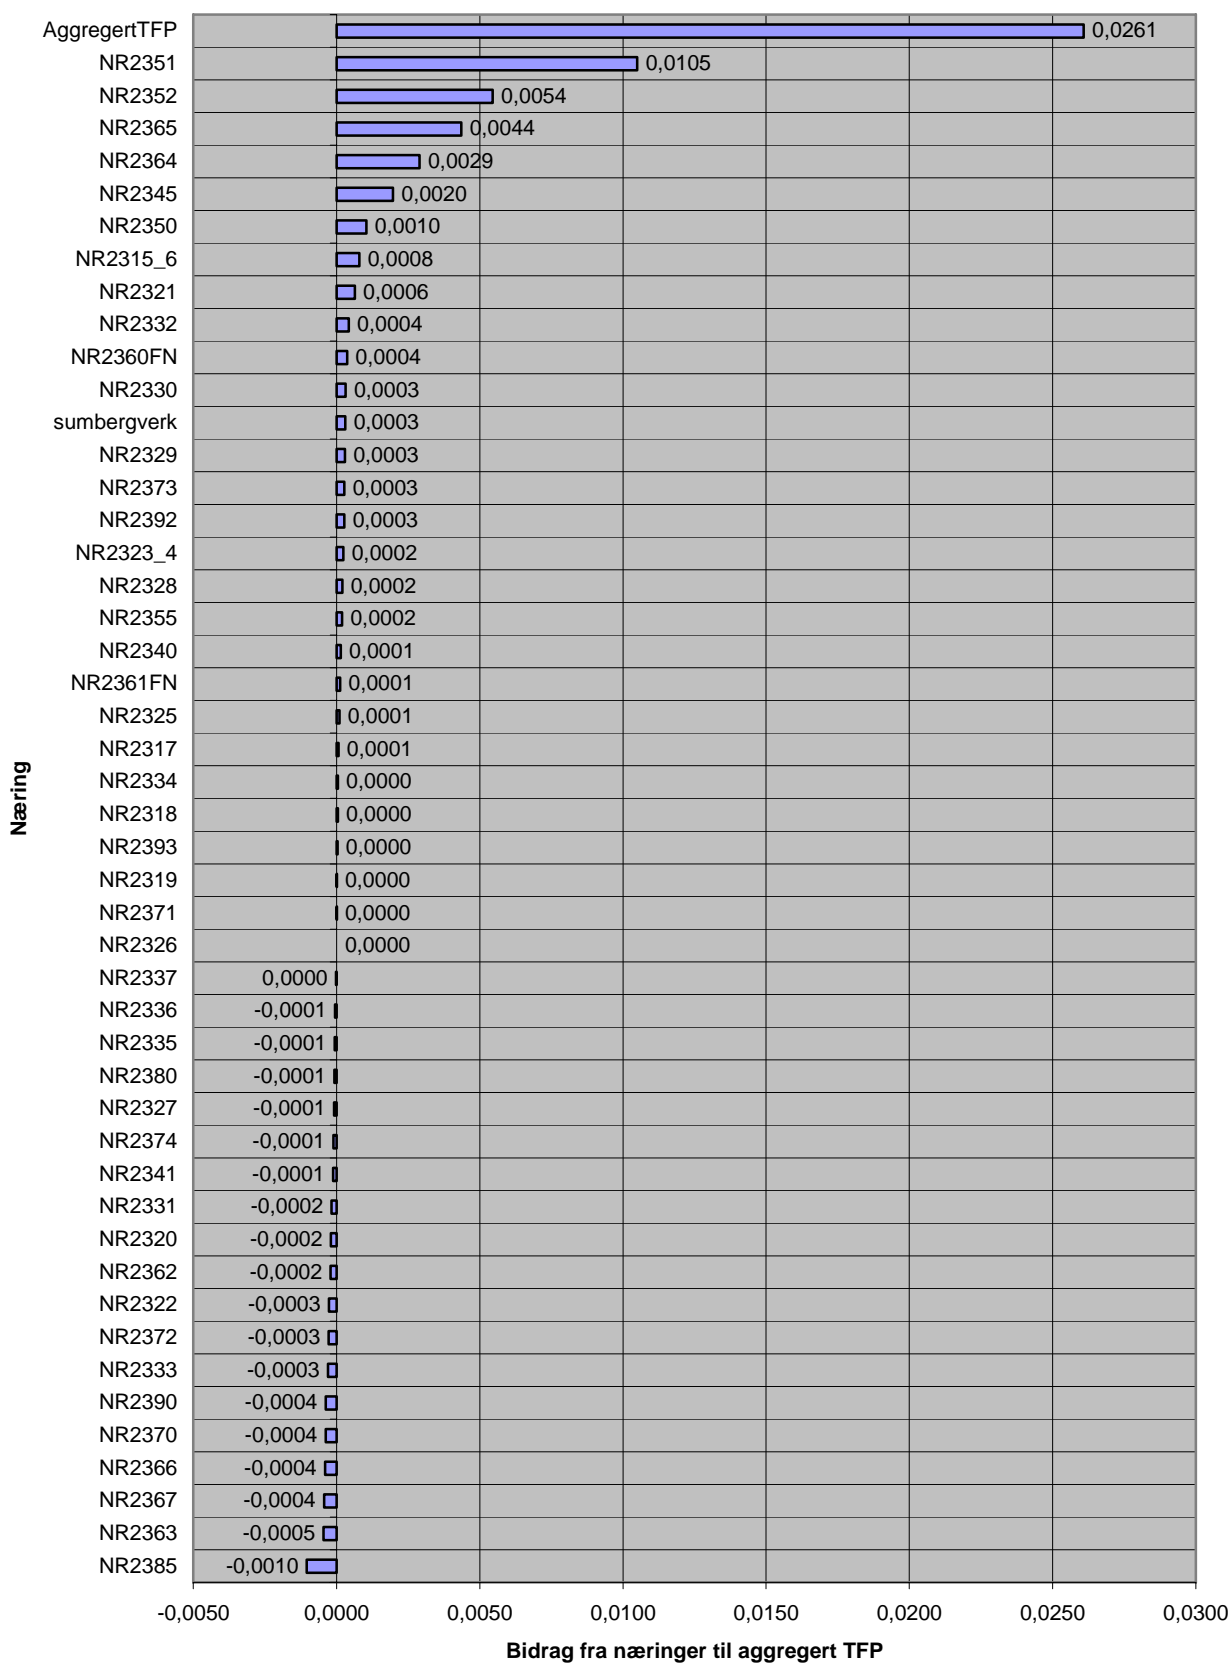 AggregertTFP 0,0261
NR2351 0,0105
NR2352 0,0054
NR2365 0,0044
NR2364 0,0029
NR2345 0,0020
NR2350 0,0010
NR2315_6 0,0008
NR2321 0,0006
NR2332 0,0004
NR2360FN 0,0004
NR2330 0,0003
sumbergverk 0,0003
NR2329 0,0003
NR2373 0,0003
NR2392 0,0003
NR2323_4 0,0002
NR2328 0,0002
NR2355 0,0002
NR2340 0,0001
NR2361FN 0,0001
NR2325 0,0001
NR2317 0,0001
NR2334 0,0000
NR2318 0,0000
NR2393 0,0000
NR2319 0,0000
NR2371 0,0000
NR2326 0,0000
NR2337 0,0000
NR2336 -0,0001
NR2335 -0,0001
NR2380 -0,0001
NR2327 -0,0001
NR2374 -0,0001
NR2341 -0,0001
NR2331 -0,0002
NR2320 -0,0002
NR2362 -0,0002
NR2322 -0,0003
NR2372 -0,0003
NR2333 -0,0003
NR2390 -0,0004
NR2370 -0,0004
NR2366 -0,0004
NR2367 -0,0004
NR2363 -0,0005
NR2385 -0,0010
Næring
-0,0050 0,0000 0,0050 0,0100 0,0150 0,0200 0,0250 0,0300
Bidrag fra næringer til aggregert TFP